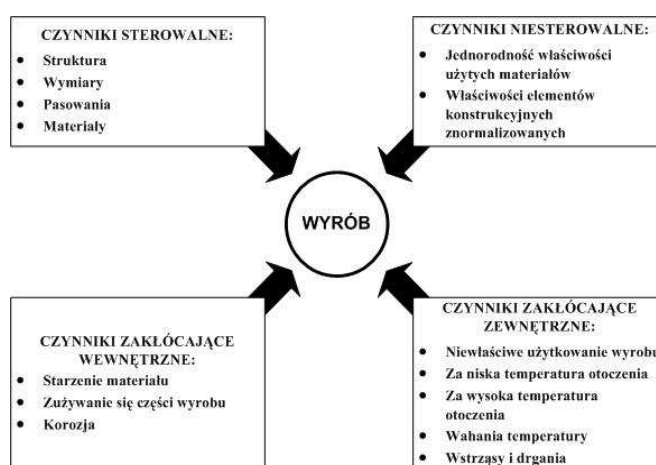 CZYNNIKI STEROWALNE:
• Struktura
• Wymiary
• Pasowania
• Materiały
CZYNNIKI NIESTEROWALNE:
• Jednorodność właściwości
użytych materiałów
• Właściwości elementów
konstrukcyjnych
znormalizowanych
WYRÓB
CZYNNIKI ZAKŁÓCAJĄCE
WEWNĘTRZNE:
• Starzenie materiału
• Zużywanie się części wyrobu
• Korozja
CZYNNIKI ZAKŁÓCAJĄCE
ZEWNĘTRZNE:
• Niewłaściwe użytkowanie wyrobu
• Za niska temperatura otoczenia
• Za wysoka temperatura
otoczenia
• Wahania temperatury
• Wstrząsy i drgania